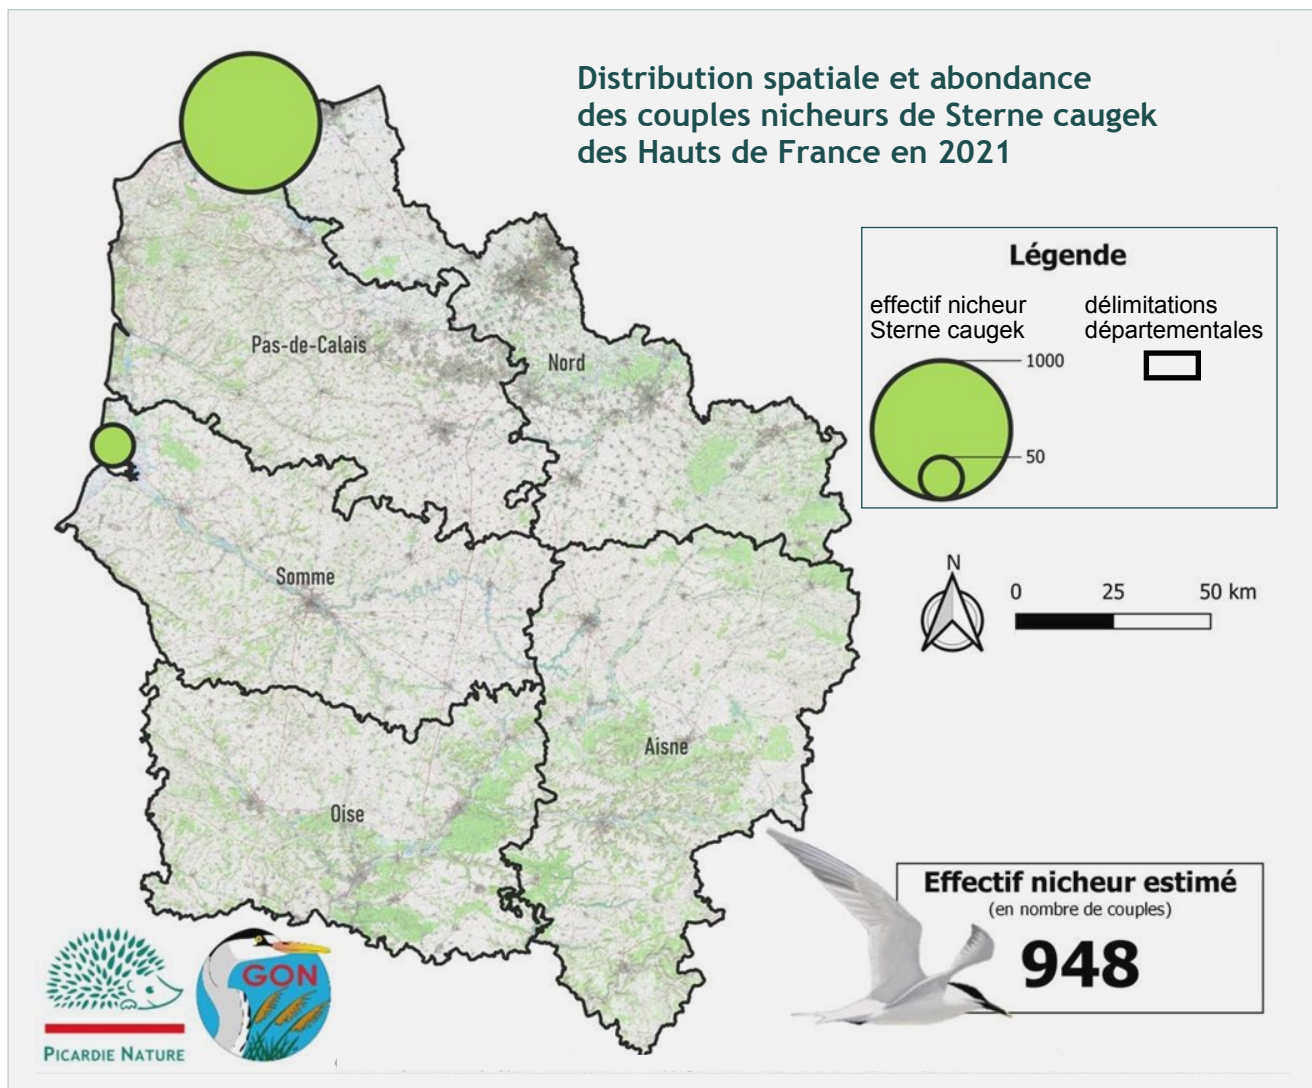 Distribution spatiale et abondance
des couples nicheurs de Sterne caugek
des Hauts de France en 2021
Légende
effectif nicheur
Sterne caugek
délimitations
départementales
1000
50
Pas-de-Calais
Nord
Somme
N
0 25 50 km
Aisne
Oise
Effectif nicheur estimé
(en nombre de couples)
948
GON
PICARDIE NATURE